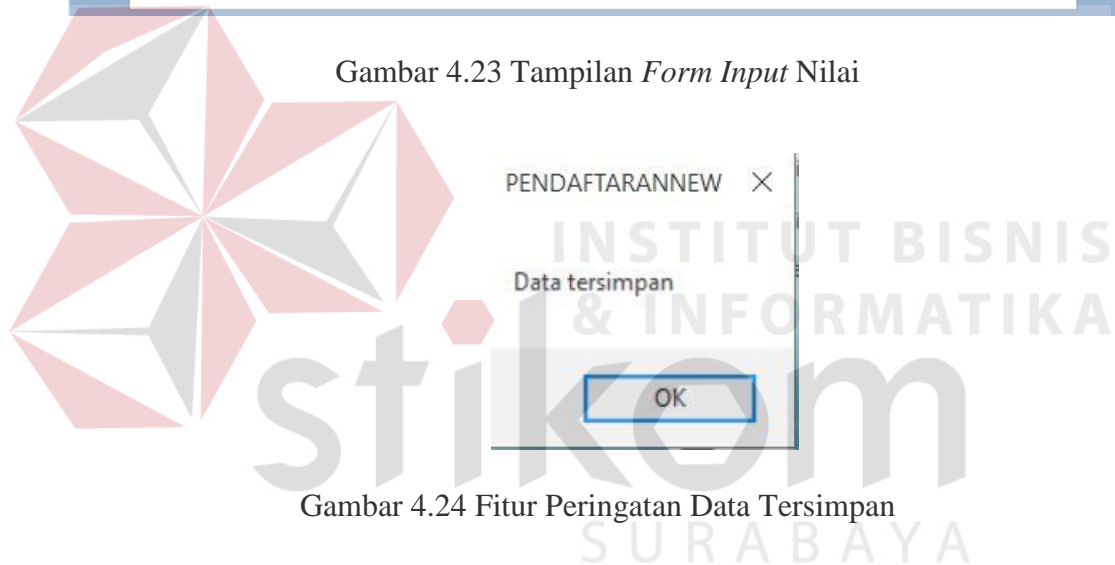 Gambar 4.23 Tampilan Form Input Nilai
PENDAFTARANNEW ×
INSTITUT BISNIS
Data tersimpan
& INFORMATIKA
stikom
OK
Gambar 4.24 Fitur Peringatan Data Tersimpan
SURABAYA